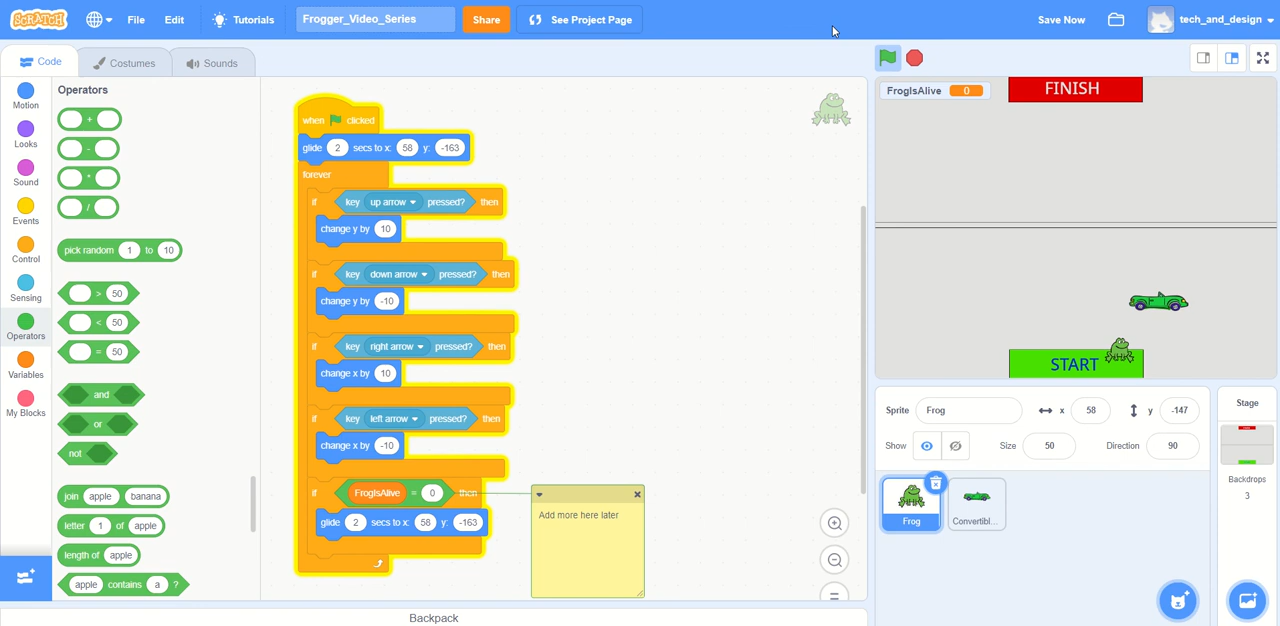 SCRATCH File Edit Tutorials Frogger_Video_Series Share See Project Page Save Now tech_and_design
Code Costumes Sounds
Motion
Looks
Sound
Events
Control
Sensing
Operators
Variables
My Blocks
Operators
+
-
*
/
pick random 1 to 10
> 50
< 50
= 50
and
or
not
join apple banana
letter 1 of apple
length of apple
apple contains a ?
when clicked
glide 2 secs to x: 58 y: -163
forever
if key up arrow pressed? then
change y by 10
if key down arrow pressed? then
change y by -10
if key right arrow pressed? then
change x by 10
if key left arrow pressed? then
change x by -10
if FrogIsAlive = 0 then
glide 2 secs to x: 58 y: -163
Add more here later
Backpack
FrogIsAlive 0
FINISH
START
Sprite Frog x 58 y -147
Show Size 50 Direction 90
Frog
Convertibl...
Stage
Backdrops
3